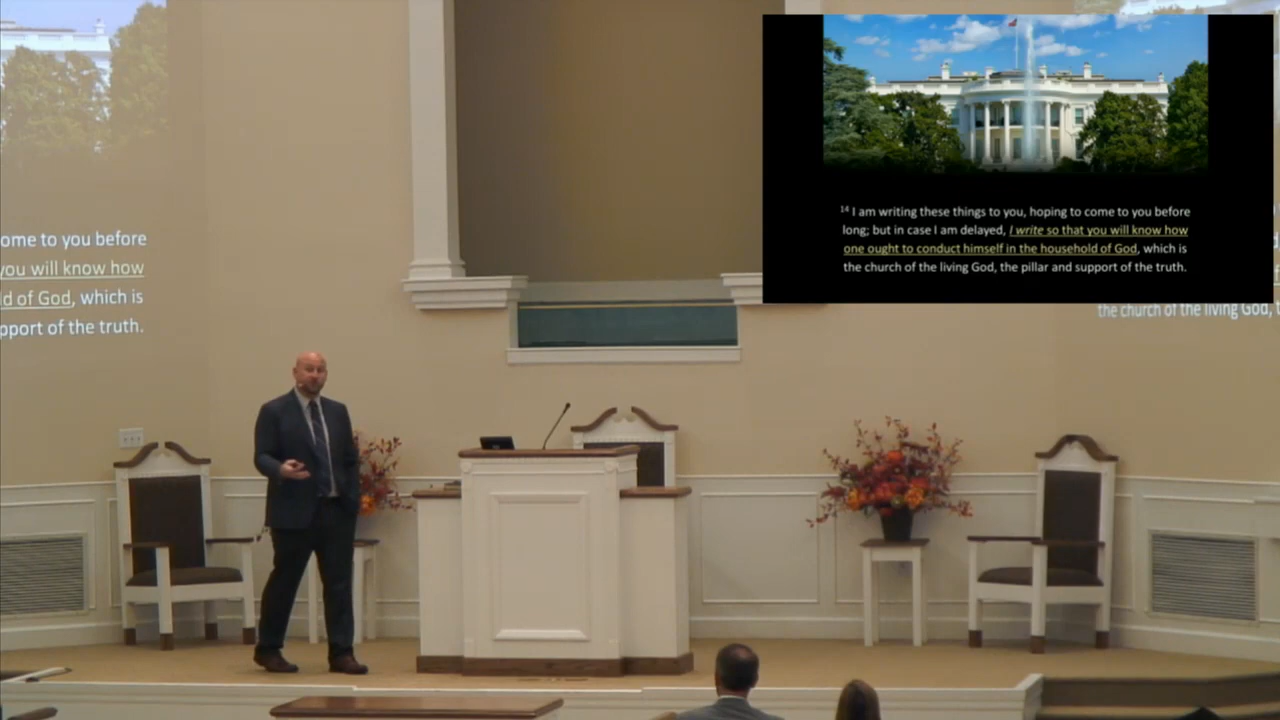 ome to you before
you will know how
ld of God, which is
pport of the truth.
14 I am writing these things to you, hoping to come to you before
long; but in case I am delayed, I write so that you will know how
one ought to conduct himself in the household of God, which is
the church of the living God, the pillar and support of the truth.
the church of the living God,